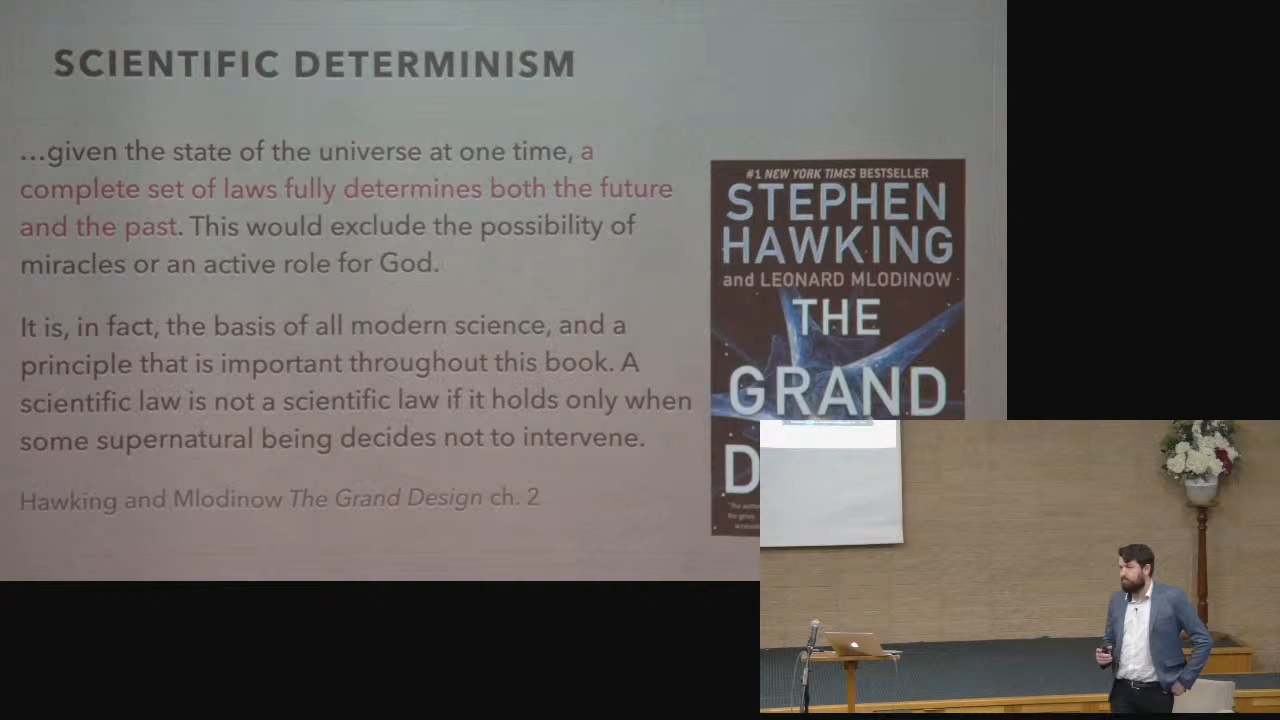 SCIENTIFIC DETERMINISM
...given the state of the universe at one time, a
complete set of laws fully determines both the future
and the past. This would exclude the possibility of
miracles or an active role for God.
It is, in fact, the basis of all modern science, and a
principle that is important throughout this book. A
scientific law is not a scientific law if it holds only when
some supernatural being decides not to intervene.
Hawking and Mlodinow The Grand Design ch. 2
#1 NEW YORK TIMES BESTSELLER
STEPHEN
HAWKING
and LEONARD MLODINOW
THE
GRAND
D